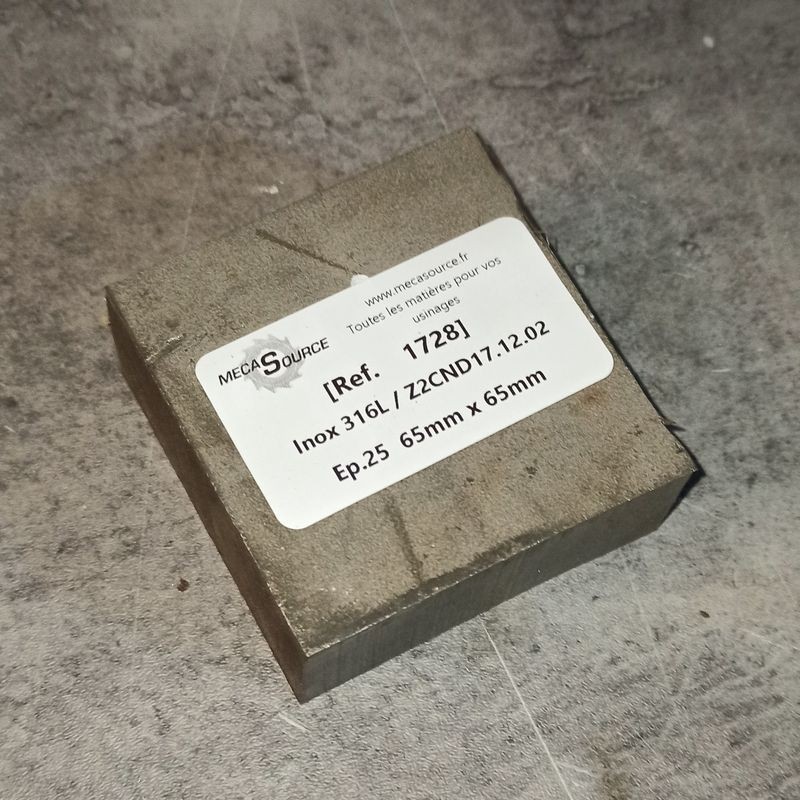 www.mecasource.fr
Toutes les matières pour vos
usinages
MECASOURCE
[Ref. 1728]
Inox 316L / Z2CND17.12.02
Ep.25 65mm x 65mm